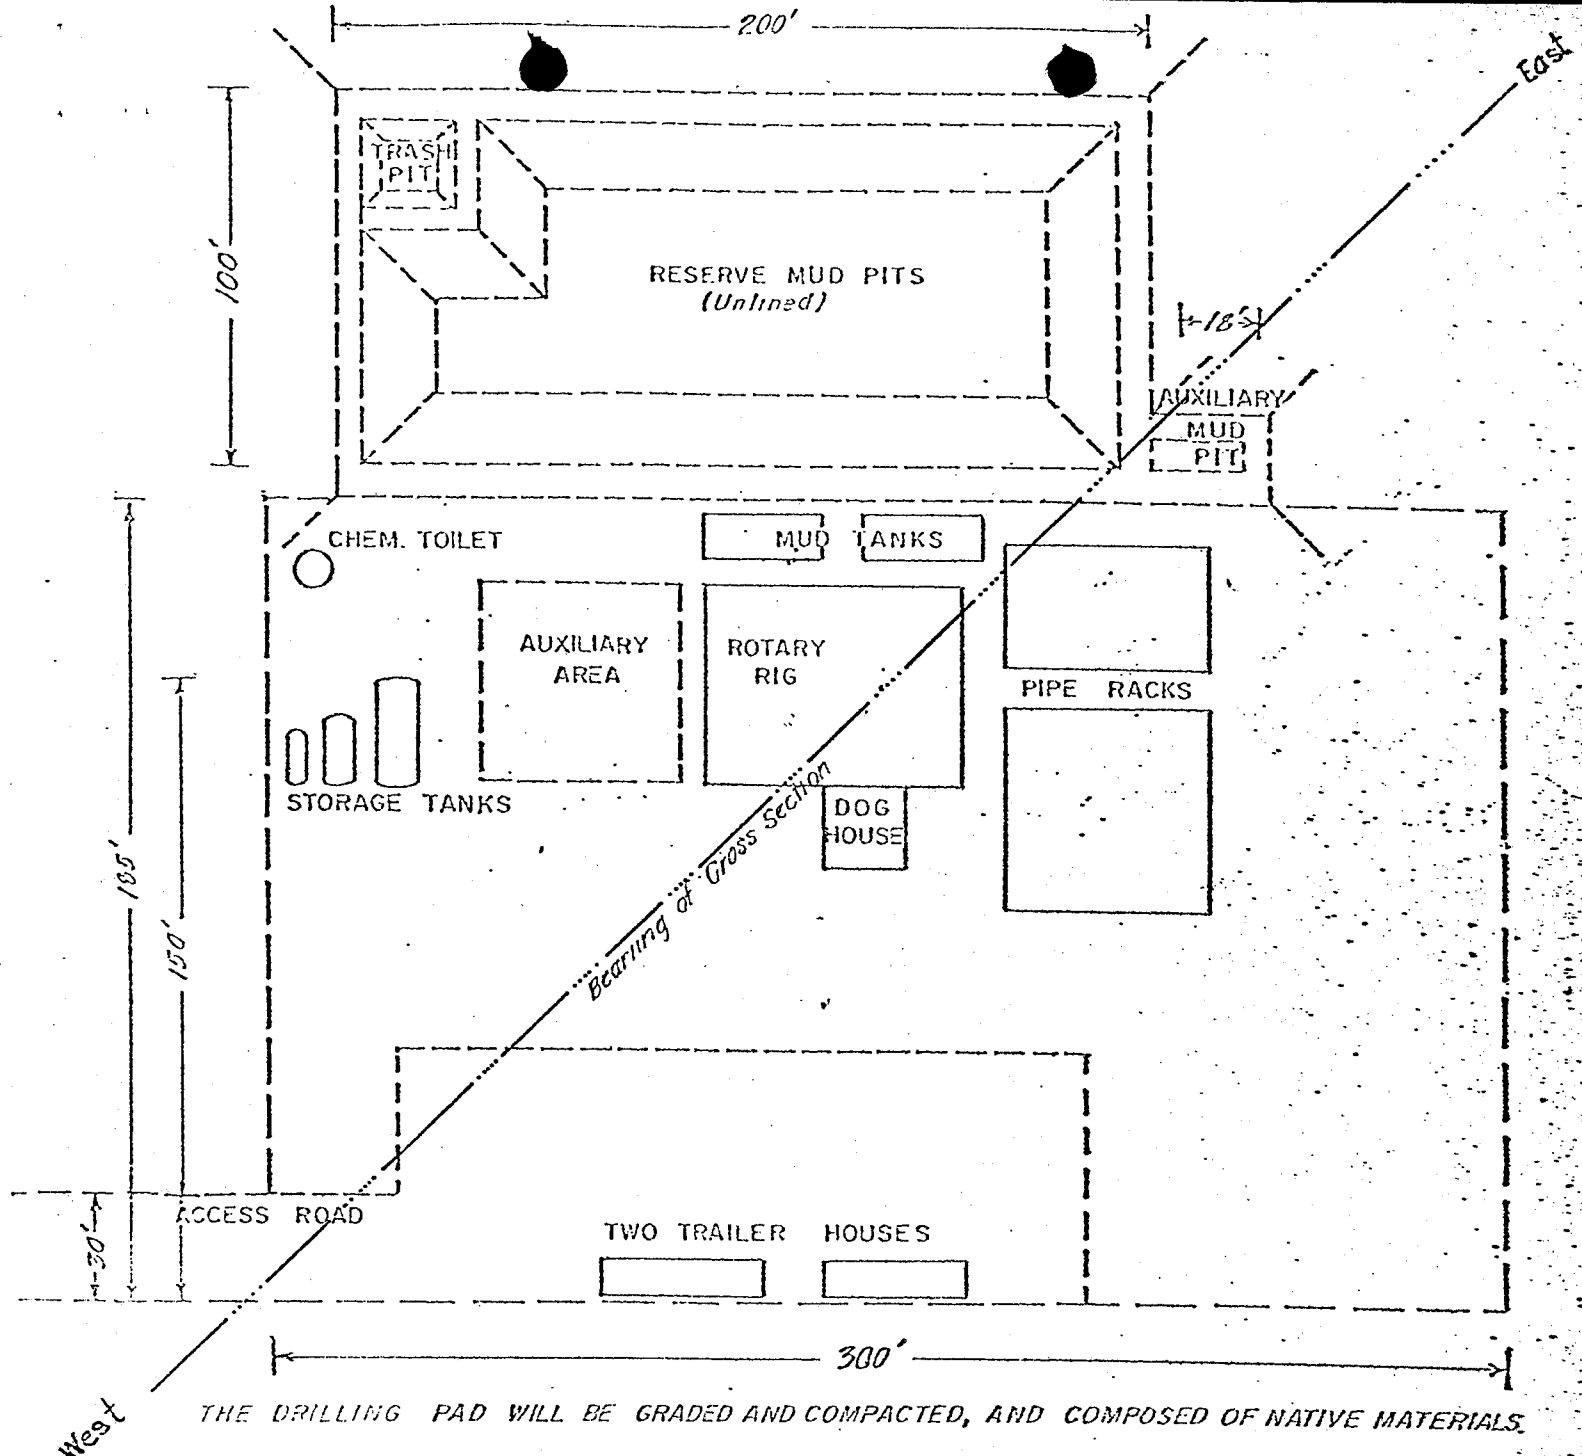 200'
East
TRASH
PIT
100'
RESERVE MUD PITS
(Unlined)
18'
AUXILIARY
MUD
PIT
CHEM. TOILET
MUD TANKS
AUXILIARY
AREA
ROTARY
RIG
PIPE RACKS
STORAGE TANKS
DOG
HOUSE
Bearing of Cross Section
185'
150'
ACCESS ROAD
30'
TWO TRAILER HOUSES
300'
West
THE DRILLING PAD WILL BE GRADED AND COMPACTED, AND COMPOSED OF NATIVE MATERIALS.